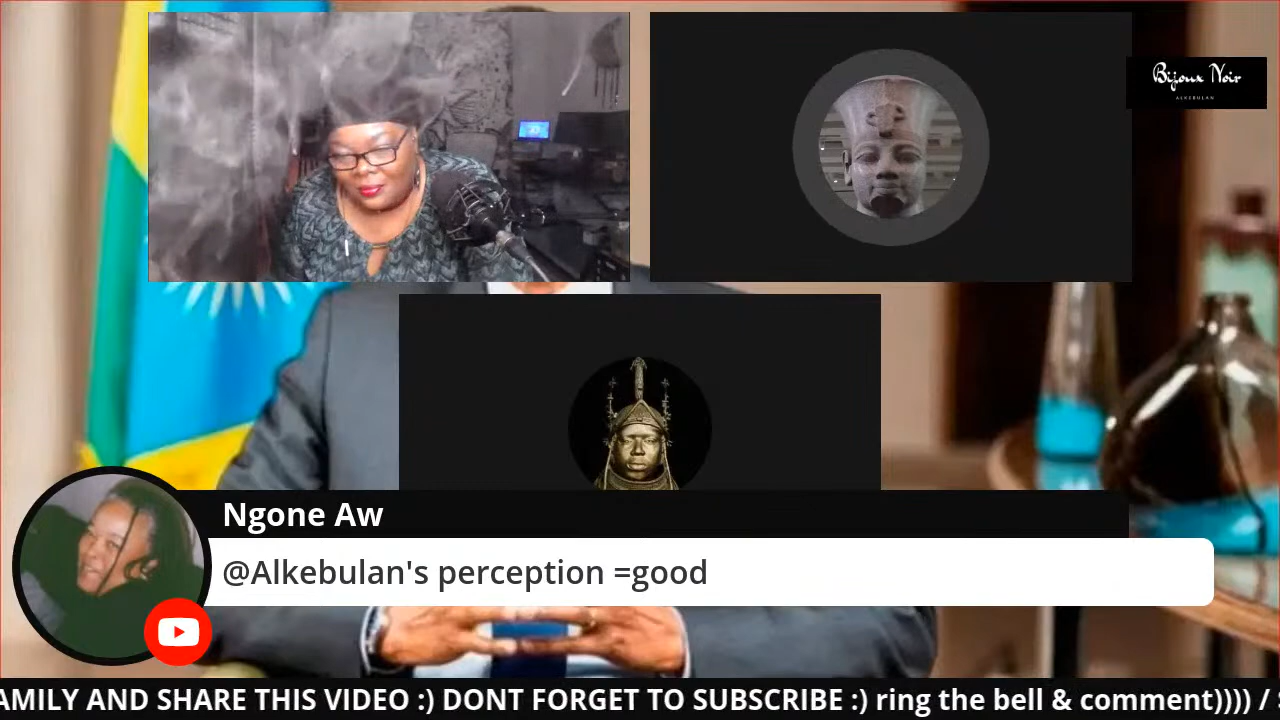 Bijoux Noir
ALKEBULAN
Ngone Aw
@Alkebulan's perception =good
AMILY AND SHARE THIS VIDEO :) DONT FORGET TO SUBSCRIBE :) ring the bell & comment)))) /